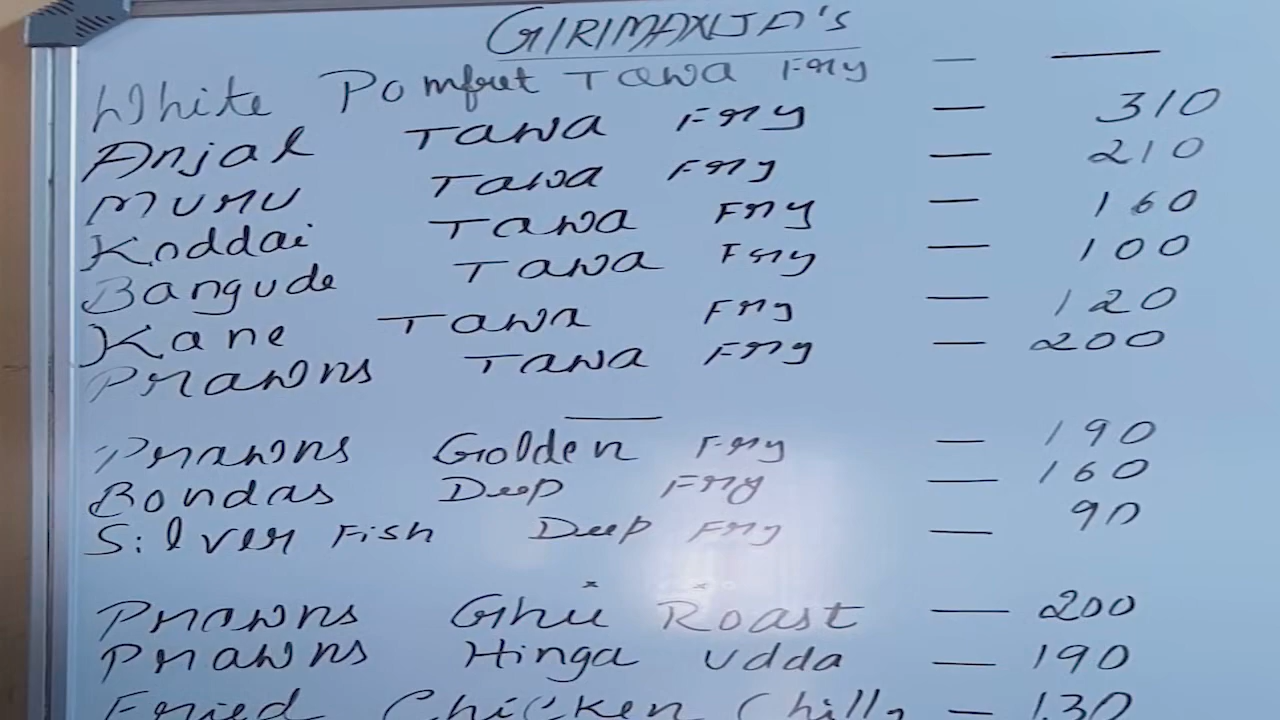 GIRIMANJA's
White Pomfret Tawa Fry — —
Anjal Tawa Fry — 310
Muru Tawa Fry — 210
Koddai Tawa Fry — 160
Bangude Tawa Fry — 100
Kane Tawa Fry — 120
Prawns Tawa Fry — 200
Prawns Golden Fry — 190
Bondas Deep Fry — 160
Silver Fish Deep Fry — 90
Prawns Ghee Roast — 200
Prawns Hinga Udda — 190
Fried Chicken Chilly — 130